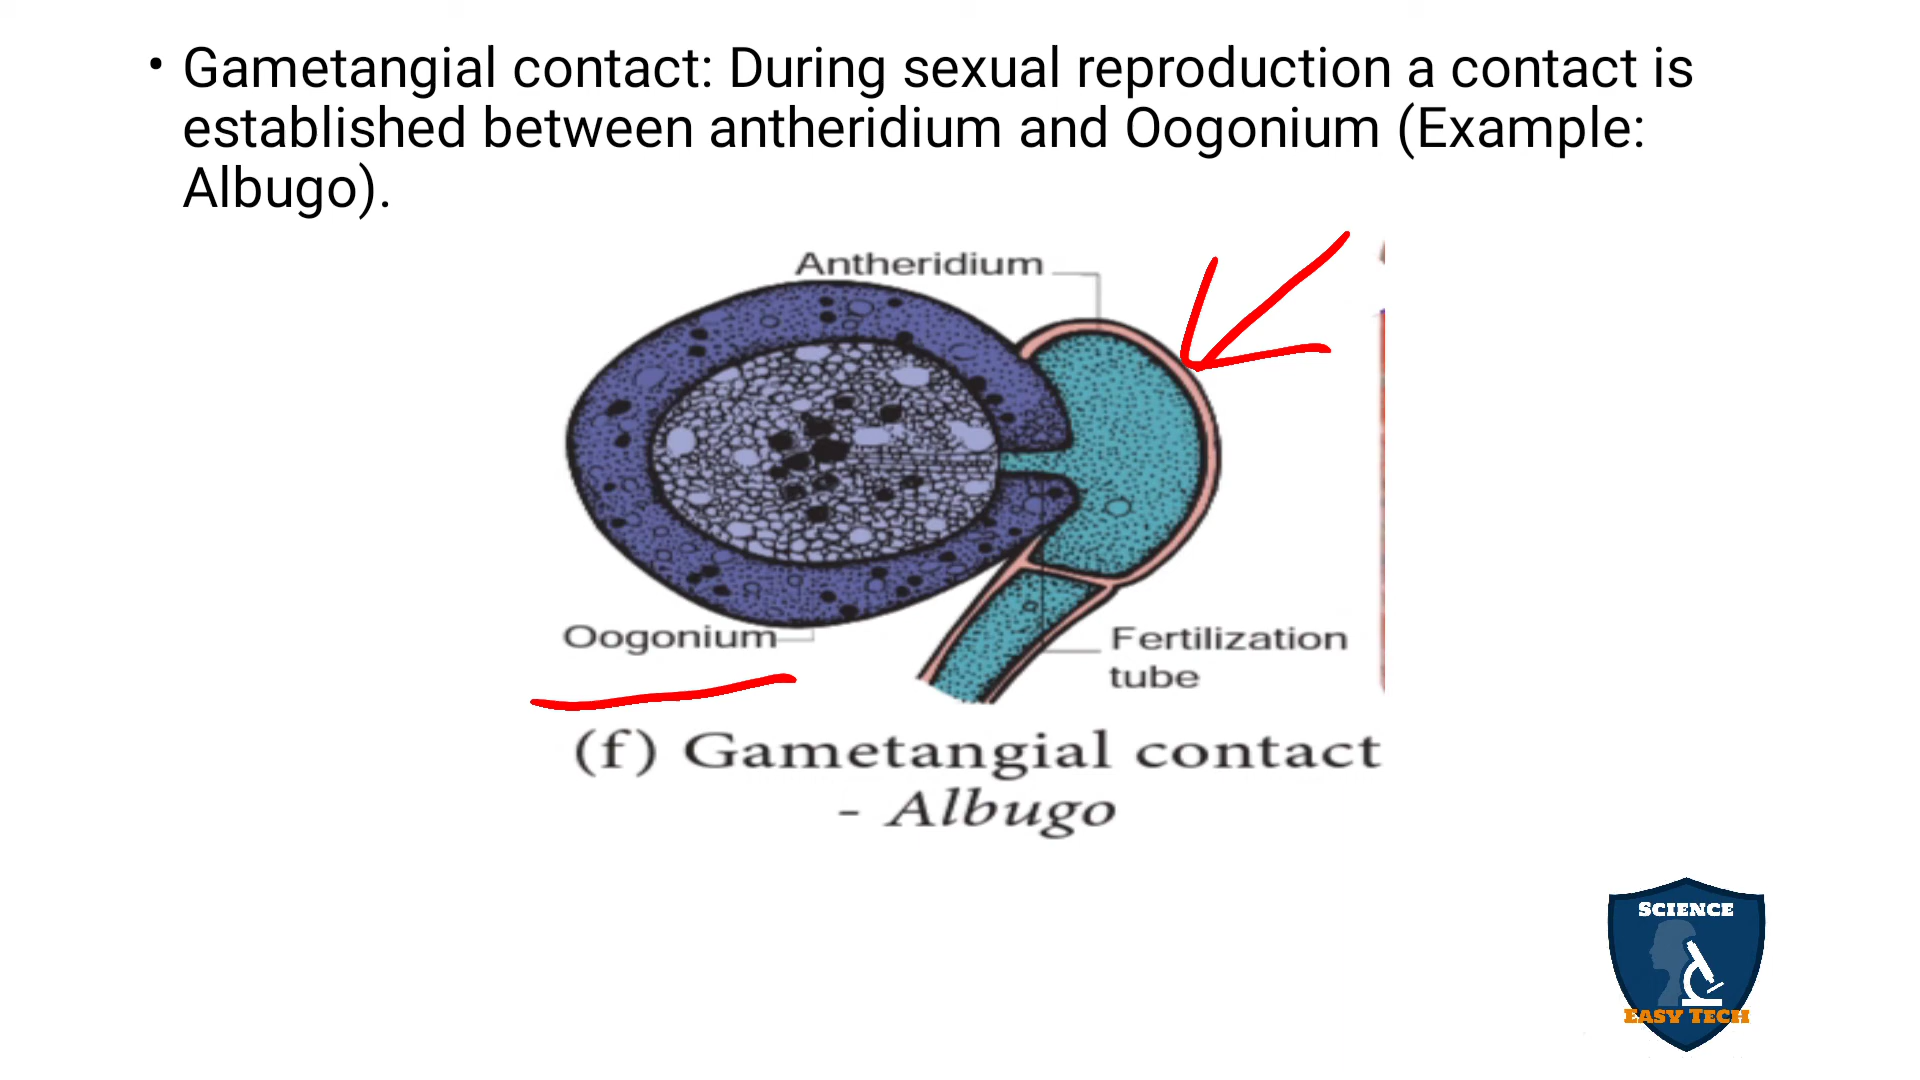 • Gametangial contact: During sexual reproduction a contact is
established between antheridium and Oogonium (Example:
Albugo).
Antheridium
Oogonium
Fertilization
tube
(f) Gametangial contact
- Albugo
SCIENCE
EASY TECH